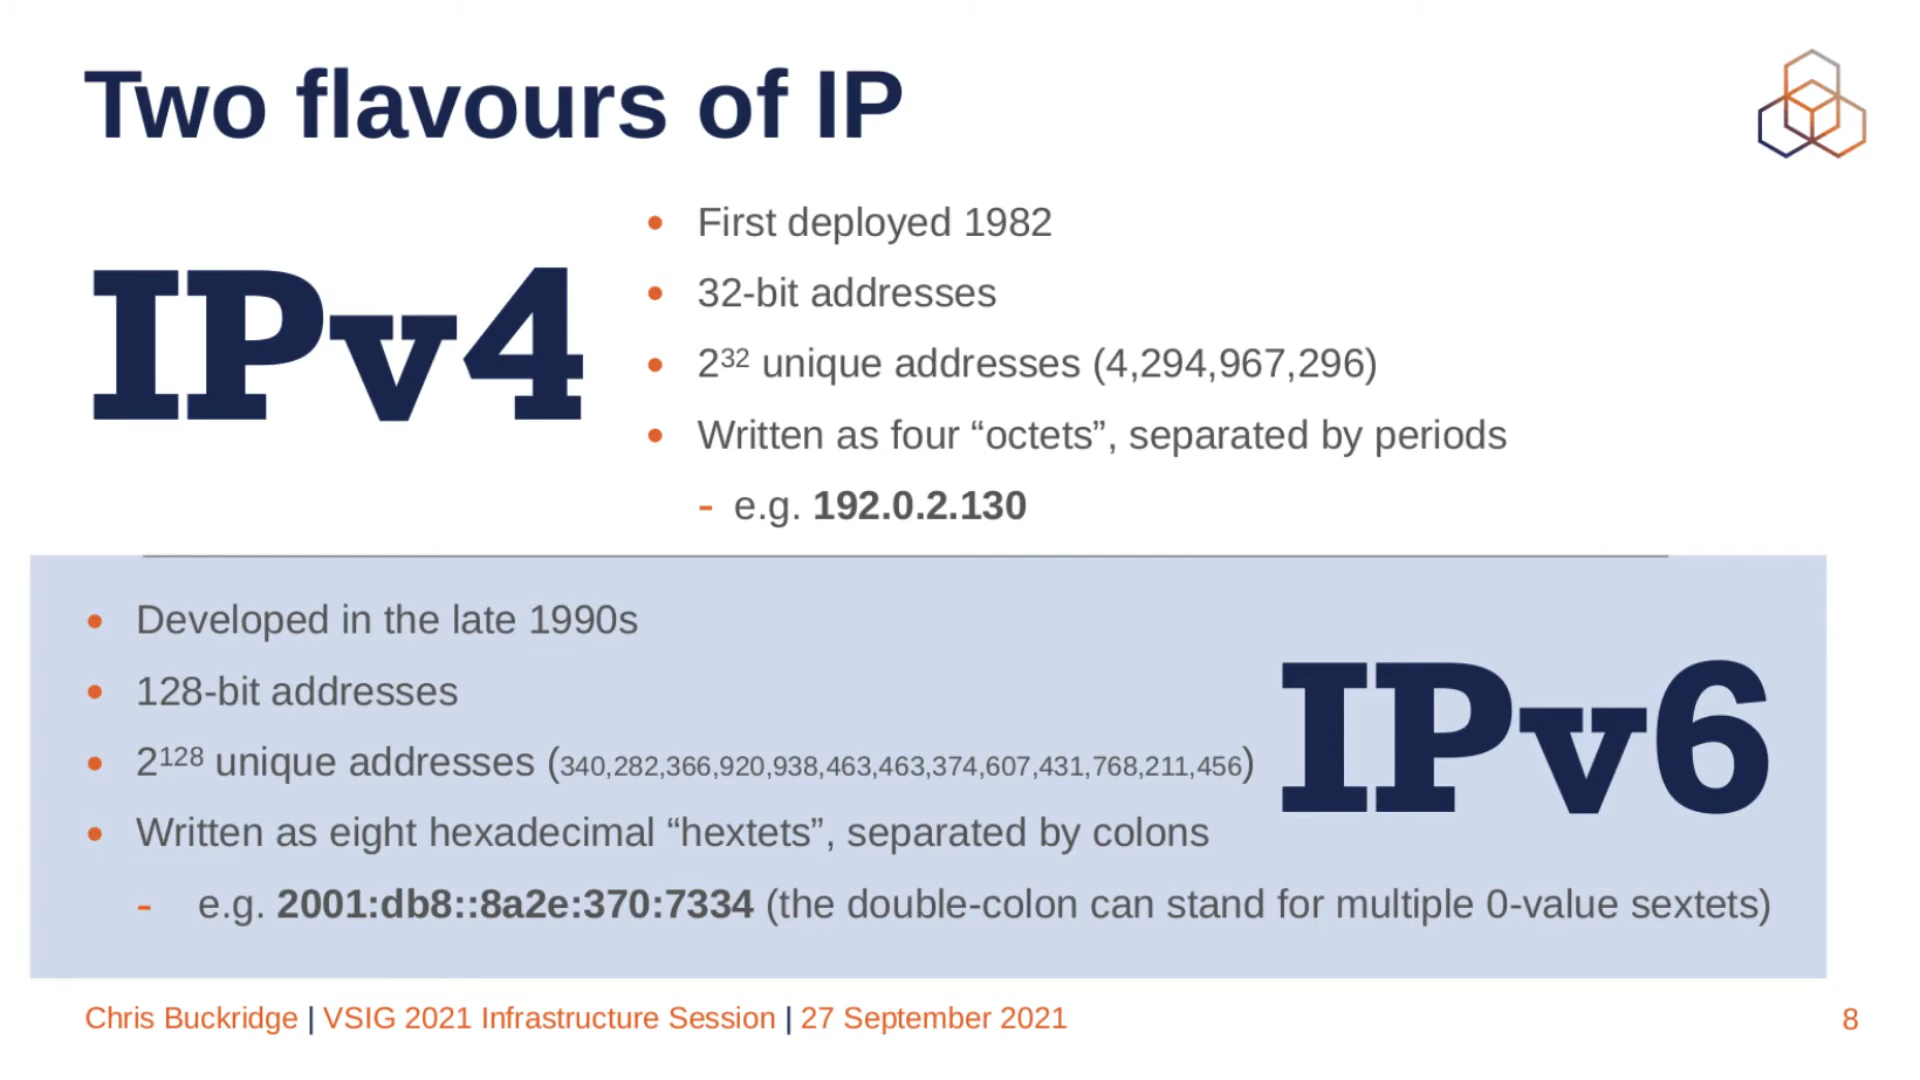 Two flavours of IP
IPv4
• First deployed 1982
• 32-bit addresses
• 2³² unique addresses (4,294,967,296)
• Written as four “octets”, separated by periods
- e.g. 192.0.2.130
• Developed in the late 1990s
• 128-bit addresses
• 2¹²⁸ unique addresses (340,282,366,920,938,463,463,374,607,431,768,211,456)
• Written as eight hexadecimal “hextets”, separated by colons
- e.g. 2001:db8::8a2e:370:7334 (the double-colon can stand for multiple 0-value sextets)
IPv6
Chris Buckridge | VSIG 2021 Infrastructure Session | 27 September 2021
8